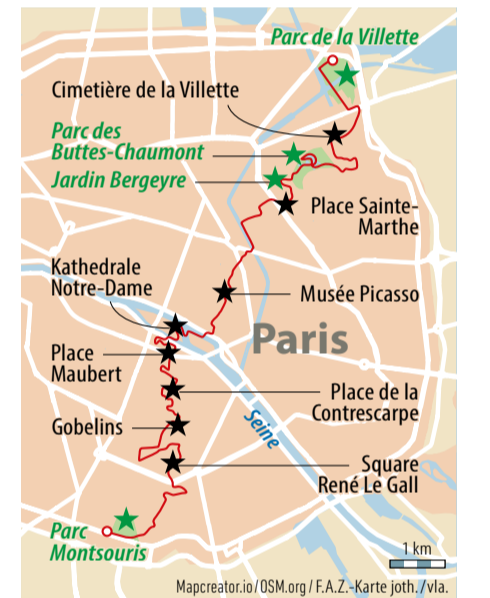 Parc de la Villette
Cimetière de la Villette
Parc des
Buttes-Chaumont
Jardin Bergeyre
Place Sainte-
Marthe
Kathedrale
Notre-Dame
Musée Picasso
Paris
Place
Maubert
Place de la
Contrescarpe
Gobelins
Seine
Square
René Le Gall
Parc
Montsouris
1 km
Mapcreator.io/OSM.org/F.A.Z.-Karte joth./vla.